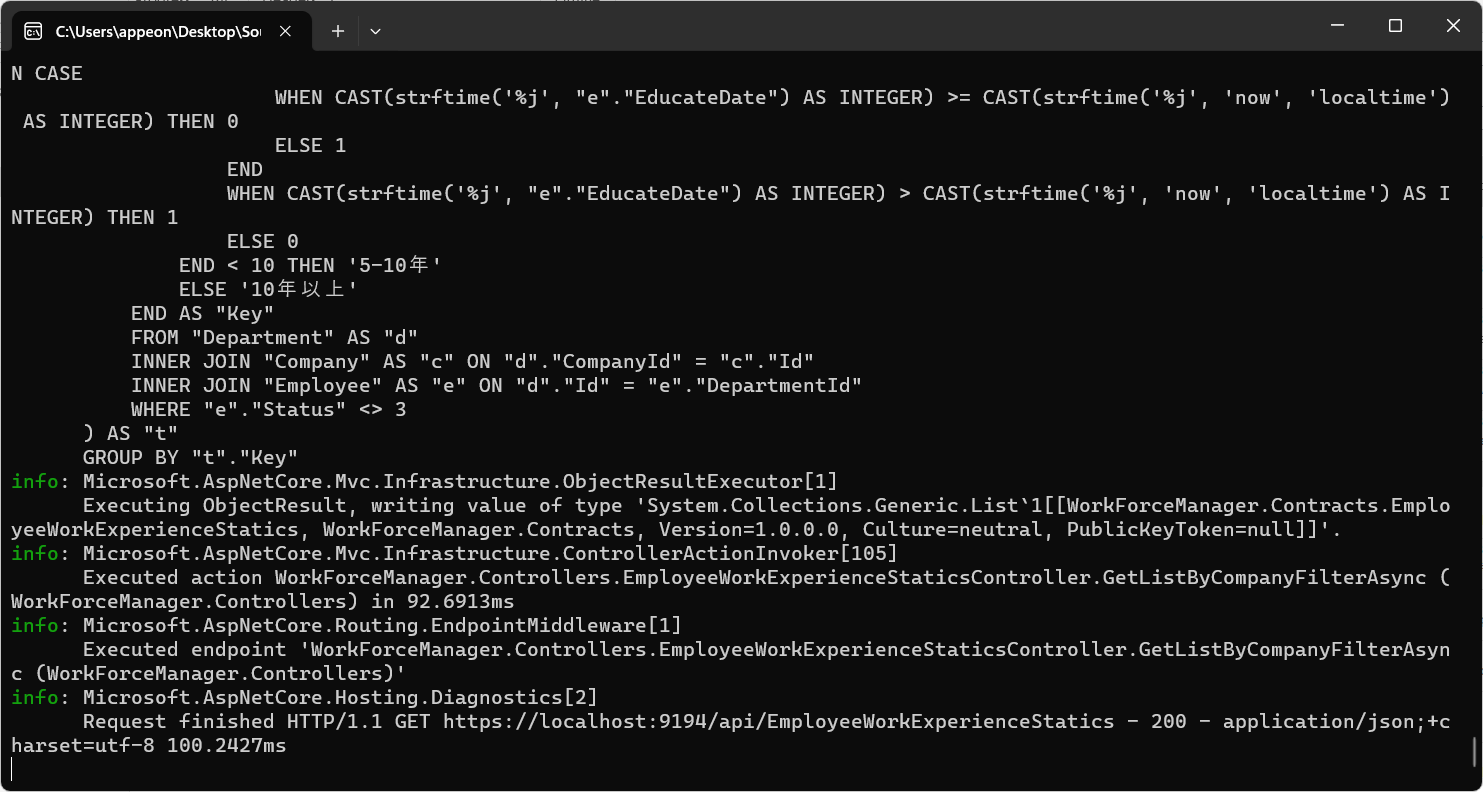 C:\Users\appeon\Desktop\So
N CASE
WHEN CAST(strftime('%j', "e"."EducateDate") AS INTEGER) >= CAST(strftime('%j', 'now', 'localtime')
AS INTEGER) THEN 0
ELSE 1
END
WHEN CAST(strftime('%j', "e"."EducateDate") AS INTEGER) > CAST(strftime('%j', 'now', 'localtime') AS I
NTEGER) THEN 1
ELSE 0
END < 10 THEN '5-10年'
ELSE '10年以上'
END AS "Key"
FROM "Department" AS "d"
INNER JOIN "Company" AS "c" ON "d"."CompanyId" = "c"."Id"
INNER JOIN "Employee" AS "e" ON "d"."Id" = "e"."DepartmentId"
WHERE "e"."Status" <> 3
) AS "t"
GROUP BY "t"."Key"
info: Microsoft.AspNetCore.Mvc.Infrastructure.ObjectResultExecutor[1]
Executing ObjectResult, writing value of type 'System.Collections.Generic.List`1[[WorkForceManager.Contracts.Emplo
yeeWorkExperienceStatics, WorkForceManager.Contracts, Version=1.0.0.0, Culture=neutral, PublicKeyToken=null]]'.
info: Microsoft.AspNetCore.Mvc.Infrastructure.ControllerActionInvoker[105]
Executed action WorkForceManager.Controllers.EmployeeWorkExperienceStaticsController.GetListByCompanyFilterAsync (
WorkForceManager.Controllers) in 92.6913ms
info: Microsoft.AspNetCore.Routing.EndpointMiddleware[1]
Executed endpoint 'WorkForceManager.Controllers.EmployeeWorkExperienceStaticsController.GetListByCompanyFilterAsyn
c (WorkForceManager.Controllers)'
info: Microsoft.AspNetCore.Hosting.Diagnostics[2]
Request finished HTTP/1.1 GET https://localhost:9194/api/EmployeeWorkExperienceStatics - 200 - application/json;+c
harset=utf-8 100.2427ms